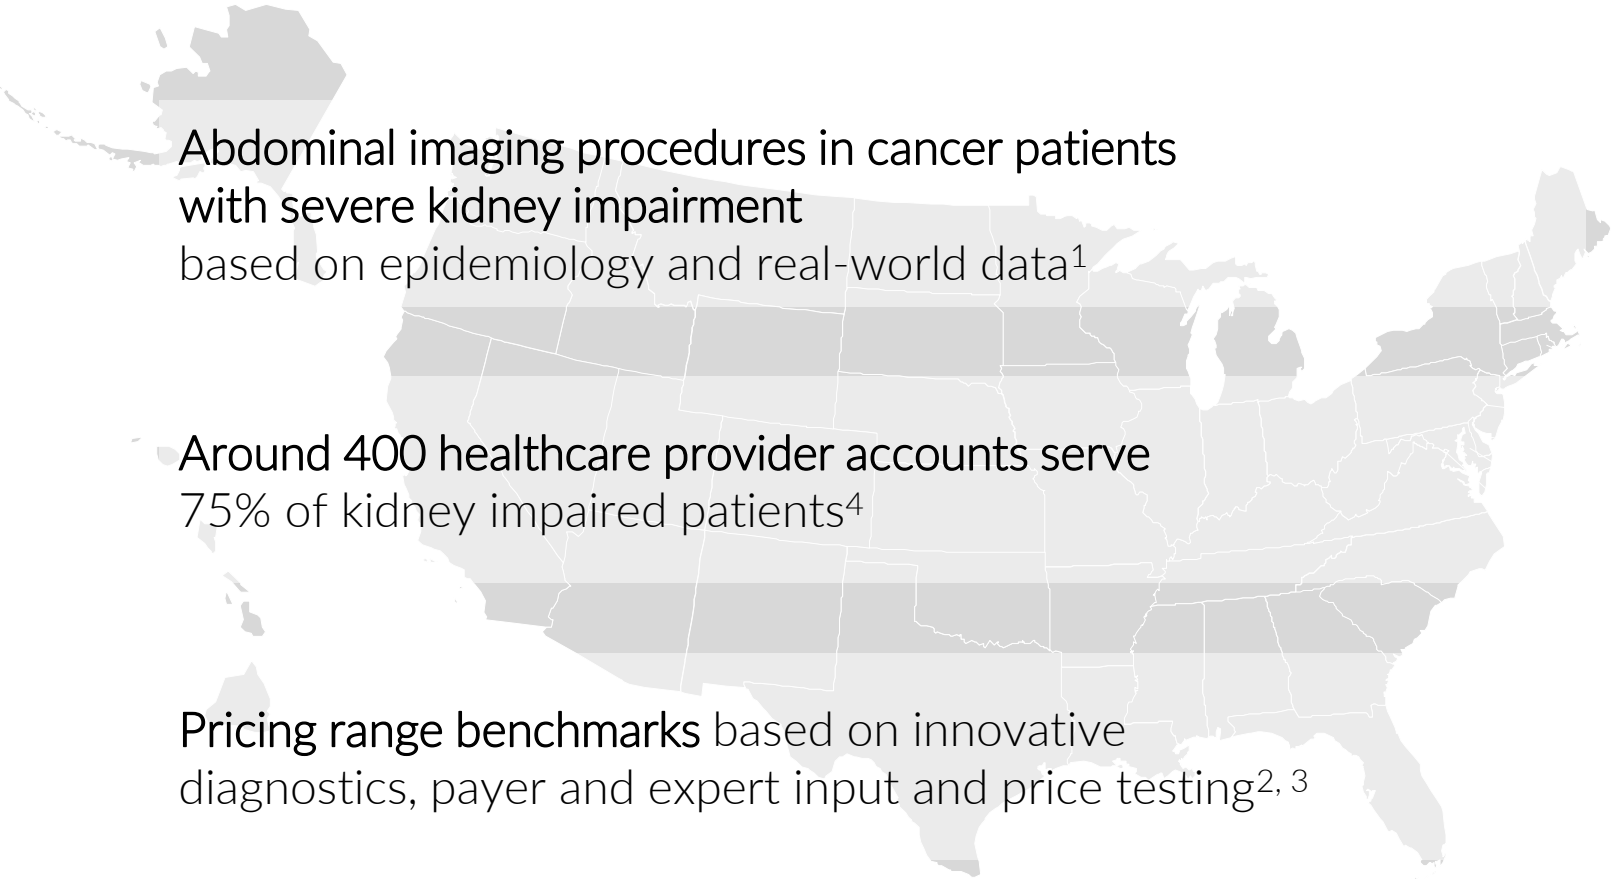 Abdominal imaging procedures in cancer patients
with severe kidney impairment
based on epidemiology and real-world data1
Around 400 healthcare provider accounts serve
75% of kidney impaired patients4
Pricing range benchmarks based on innovative
diagnostics, payer and expert input and price testing2, 3